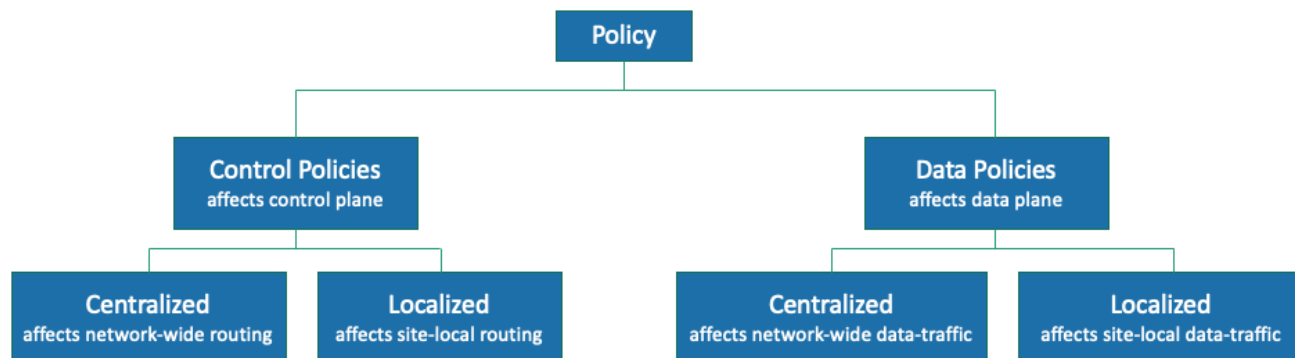 Policy
Control Policies
affects control plane
Data Policies
affects data plane
Centralized
affects network-wide routing
Localized
affects site-local routing
Centralized
affects network-wide data-traffic
Localized
affects site-local data-traffic